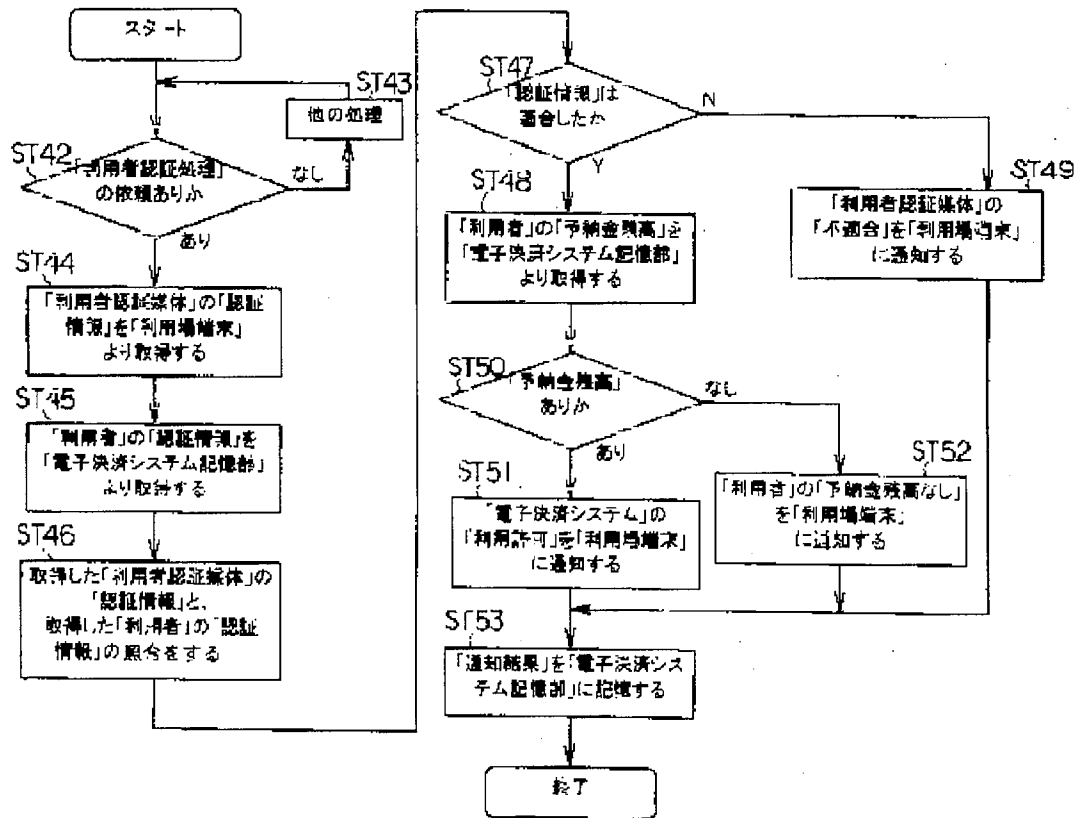 スタート
ST43
他の処理
ST42
「利用者認証処理」
の依頼ありか
なし
あり
ST44
「利用者認証媒体」の「認証
情報」を「利用場端末」
より取得する
ST45
「利用者」の「認証情報」を
「電子決済システム記憶部」
より取得する
ST46
取得した「利用者認証媒体」の
「認証情報」と、
取得した「利用者」の「認証
情報」の照合をする
ST47
「認証情報」は
適合したか
N
Y
ST48
「利用者」の「予納金残高」を
「電子決済システム記憶部」
より取得する
ST49
「利用者認証媒体」の
「不適合」を「利用場端末」
に通知する
ST50
「予納金残高」
ありか
なし
あり
ST51
「電子決済システム」の
「利用許可」を「利用場端末」
に通知する
ST52
「利用者」の「予納金残高なし」
を「利用場端末」
に通知する
ST53
「通知結果」を「電子決済シス
テム記憶部」に記憶する
終了